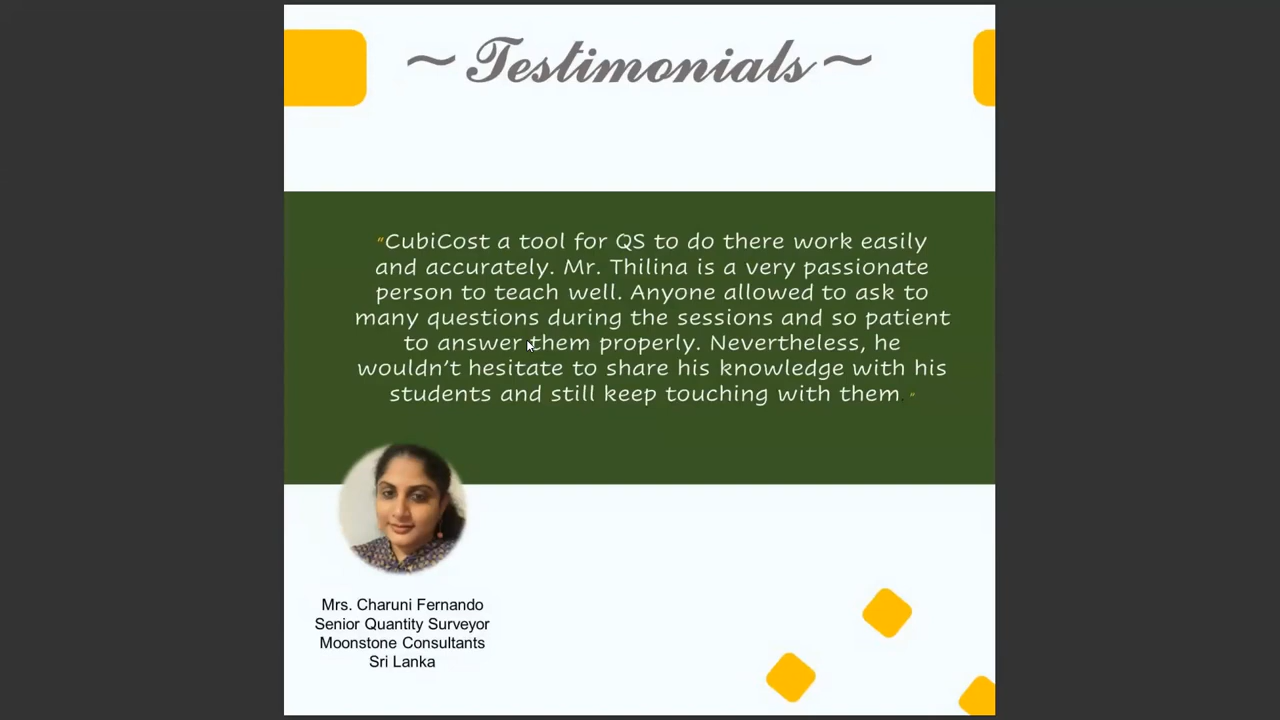 ~Testimonials~
"CubiCost a tool for QS to do there work easily
and accurately. Mr. Thilina is a very passionate
person to teach well. Anyone allowed to ask to
many questions during the sessions and so patient
to answer them properly. Nevertheless, he
wouldn't hesitate to share his knowledge with his
students and still keep touching with them."
Mrs. Charuni Fernando
Senior Quantity Surveyor
Moonstone Consultants
Sri Lanka